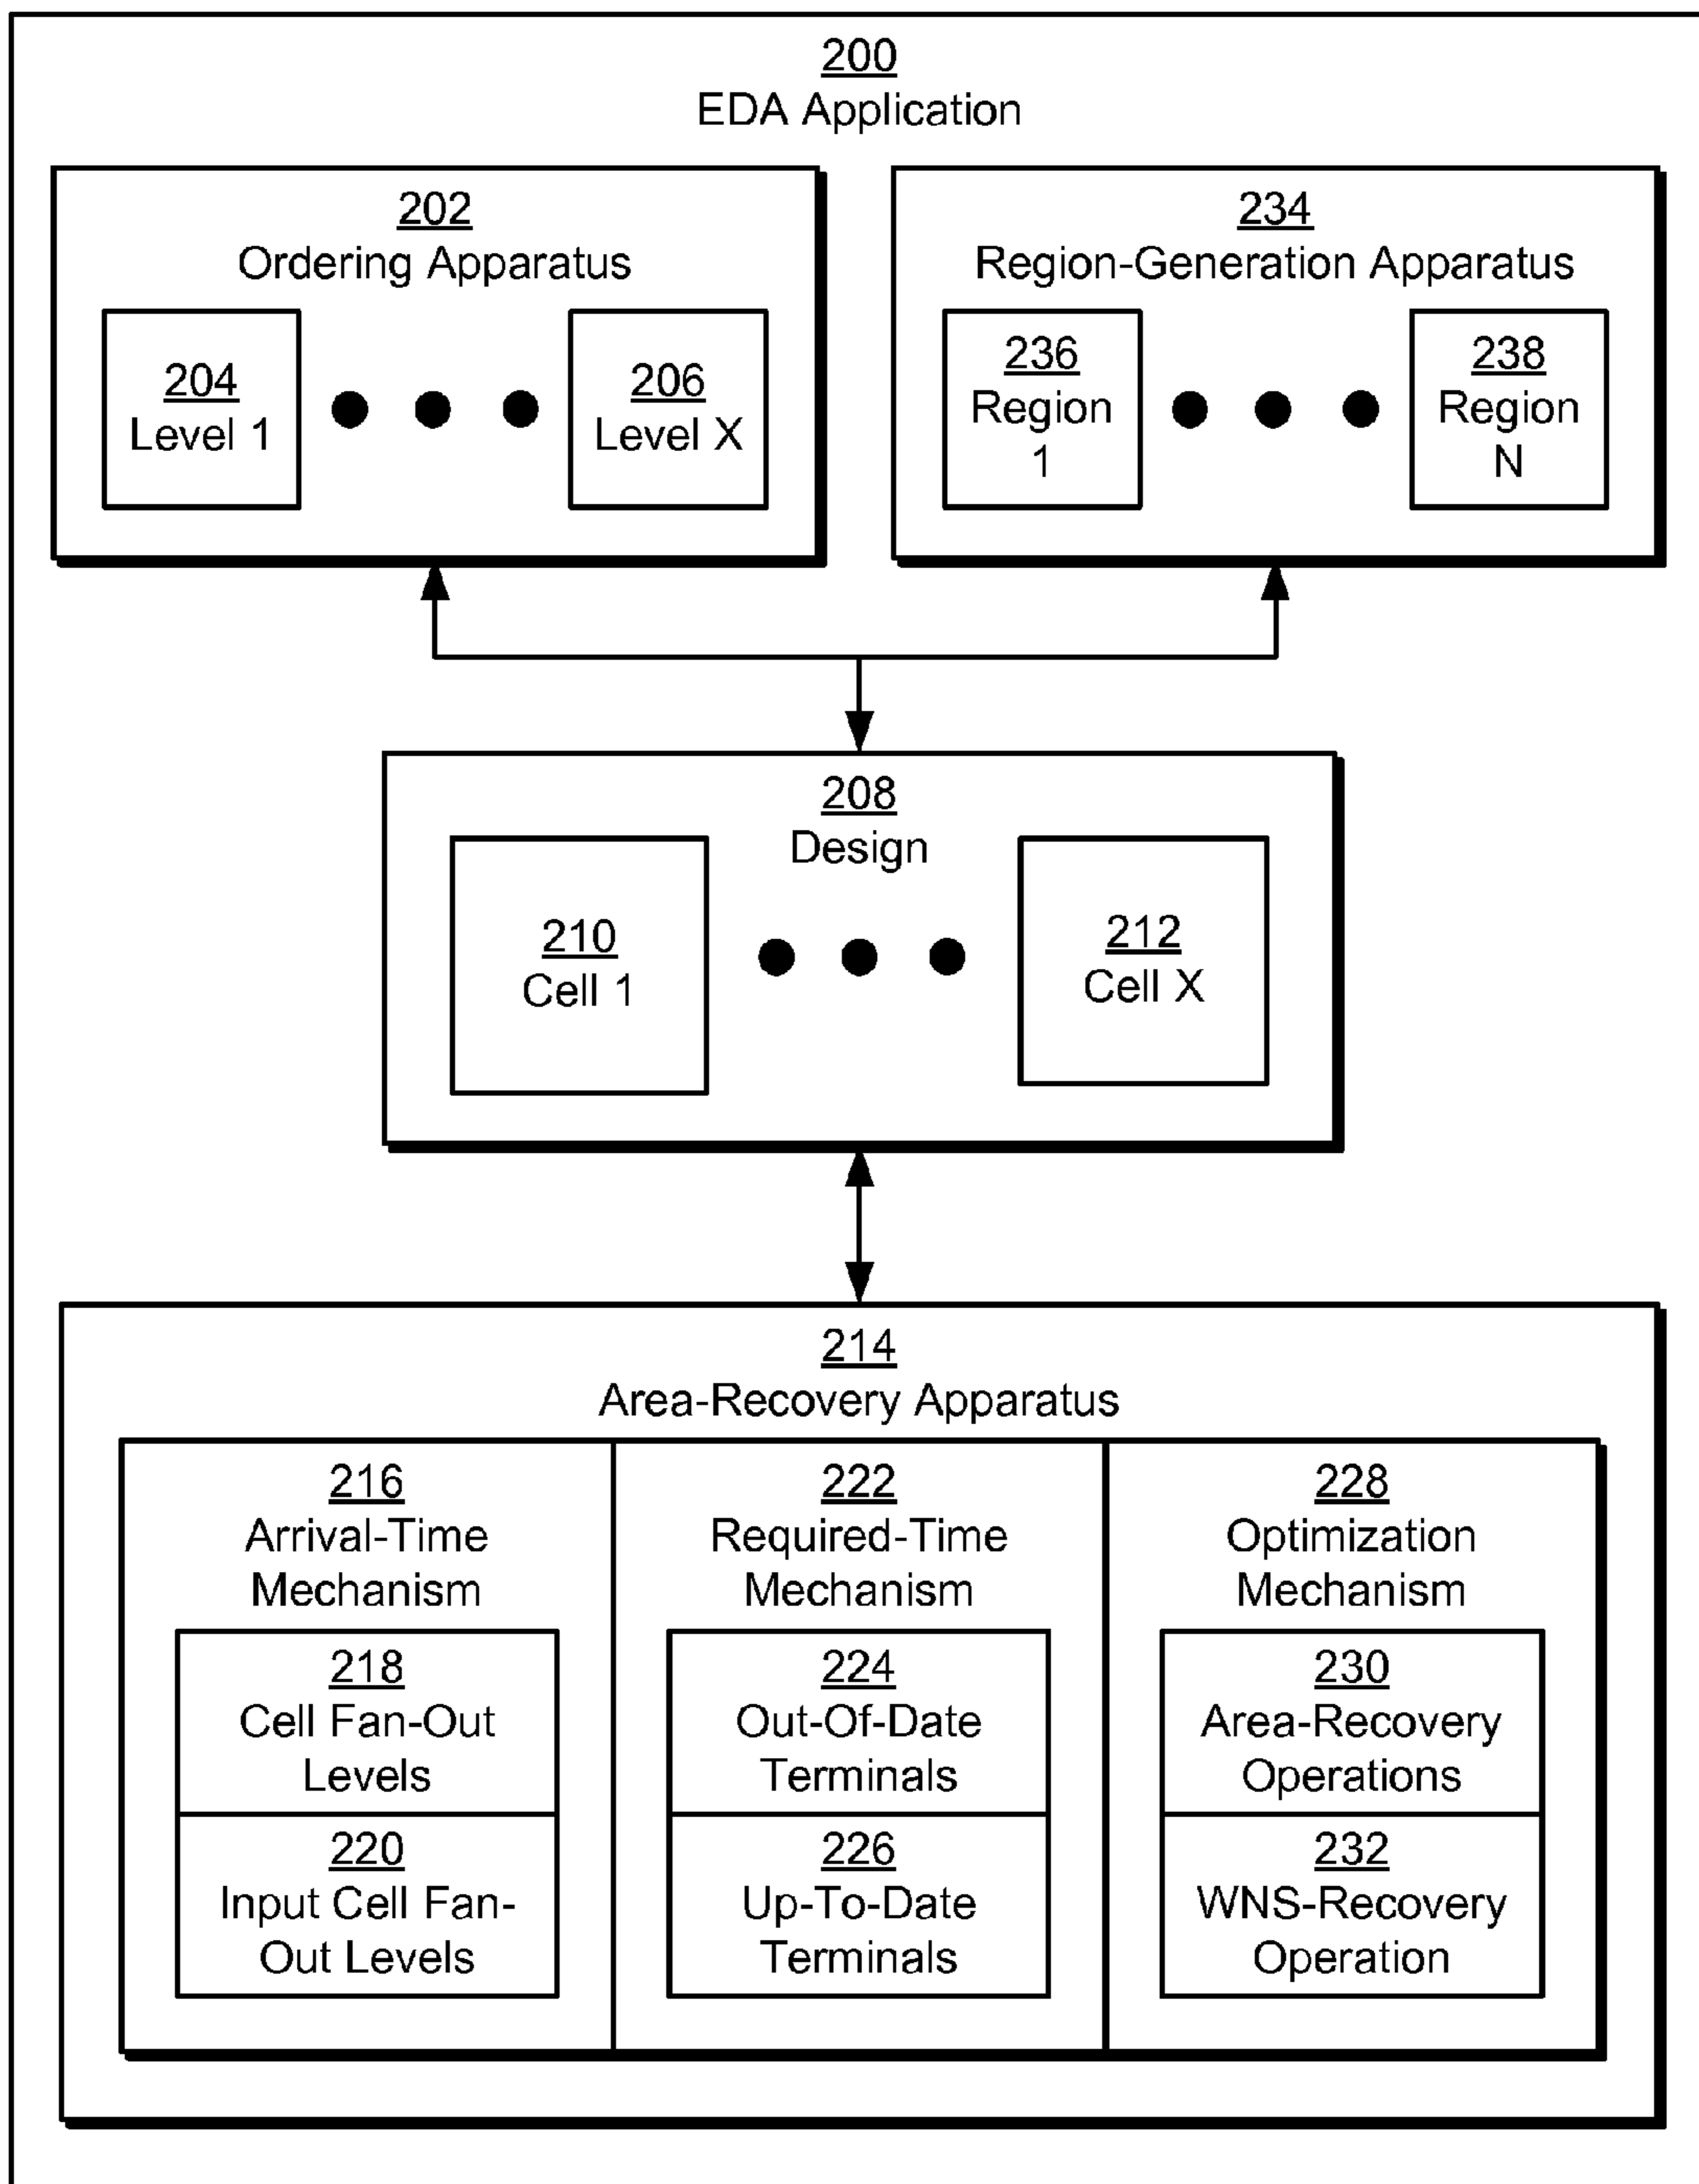 200
EDA Application
202
Ordering Apparatus
204
Level 1
206
Level X
234
Region-Generation Apparatus
236
Region
1
238
Region
N
208
Design
210
Cell 1
212
Cell X
214
Area-Recovery Apparatus
216
Arrival-Time
Mechanism
218
Cell Fan-Out
Levels
220
Input Cell Fan-
Out Levels
222
Required-Time
Mechanism
224
Out-Of-Date
Terminals
226
Up-To-Date
Terminals
228
Optimization
Mechanism
230
Area-Recovery
Operations
232
WNS-Recovery
Operation